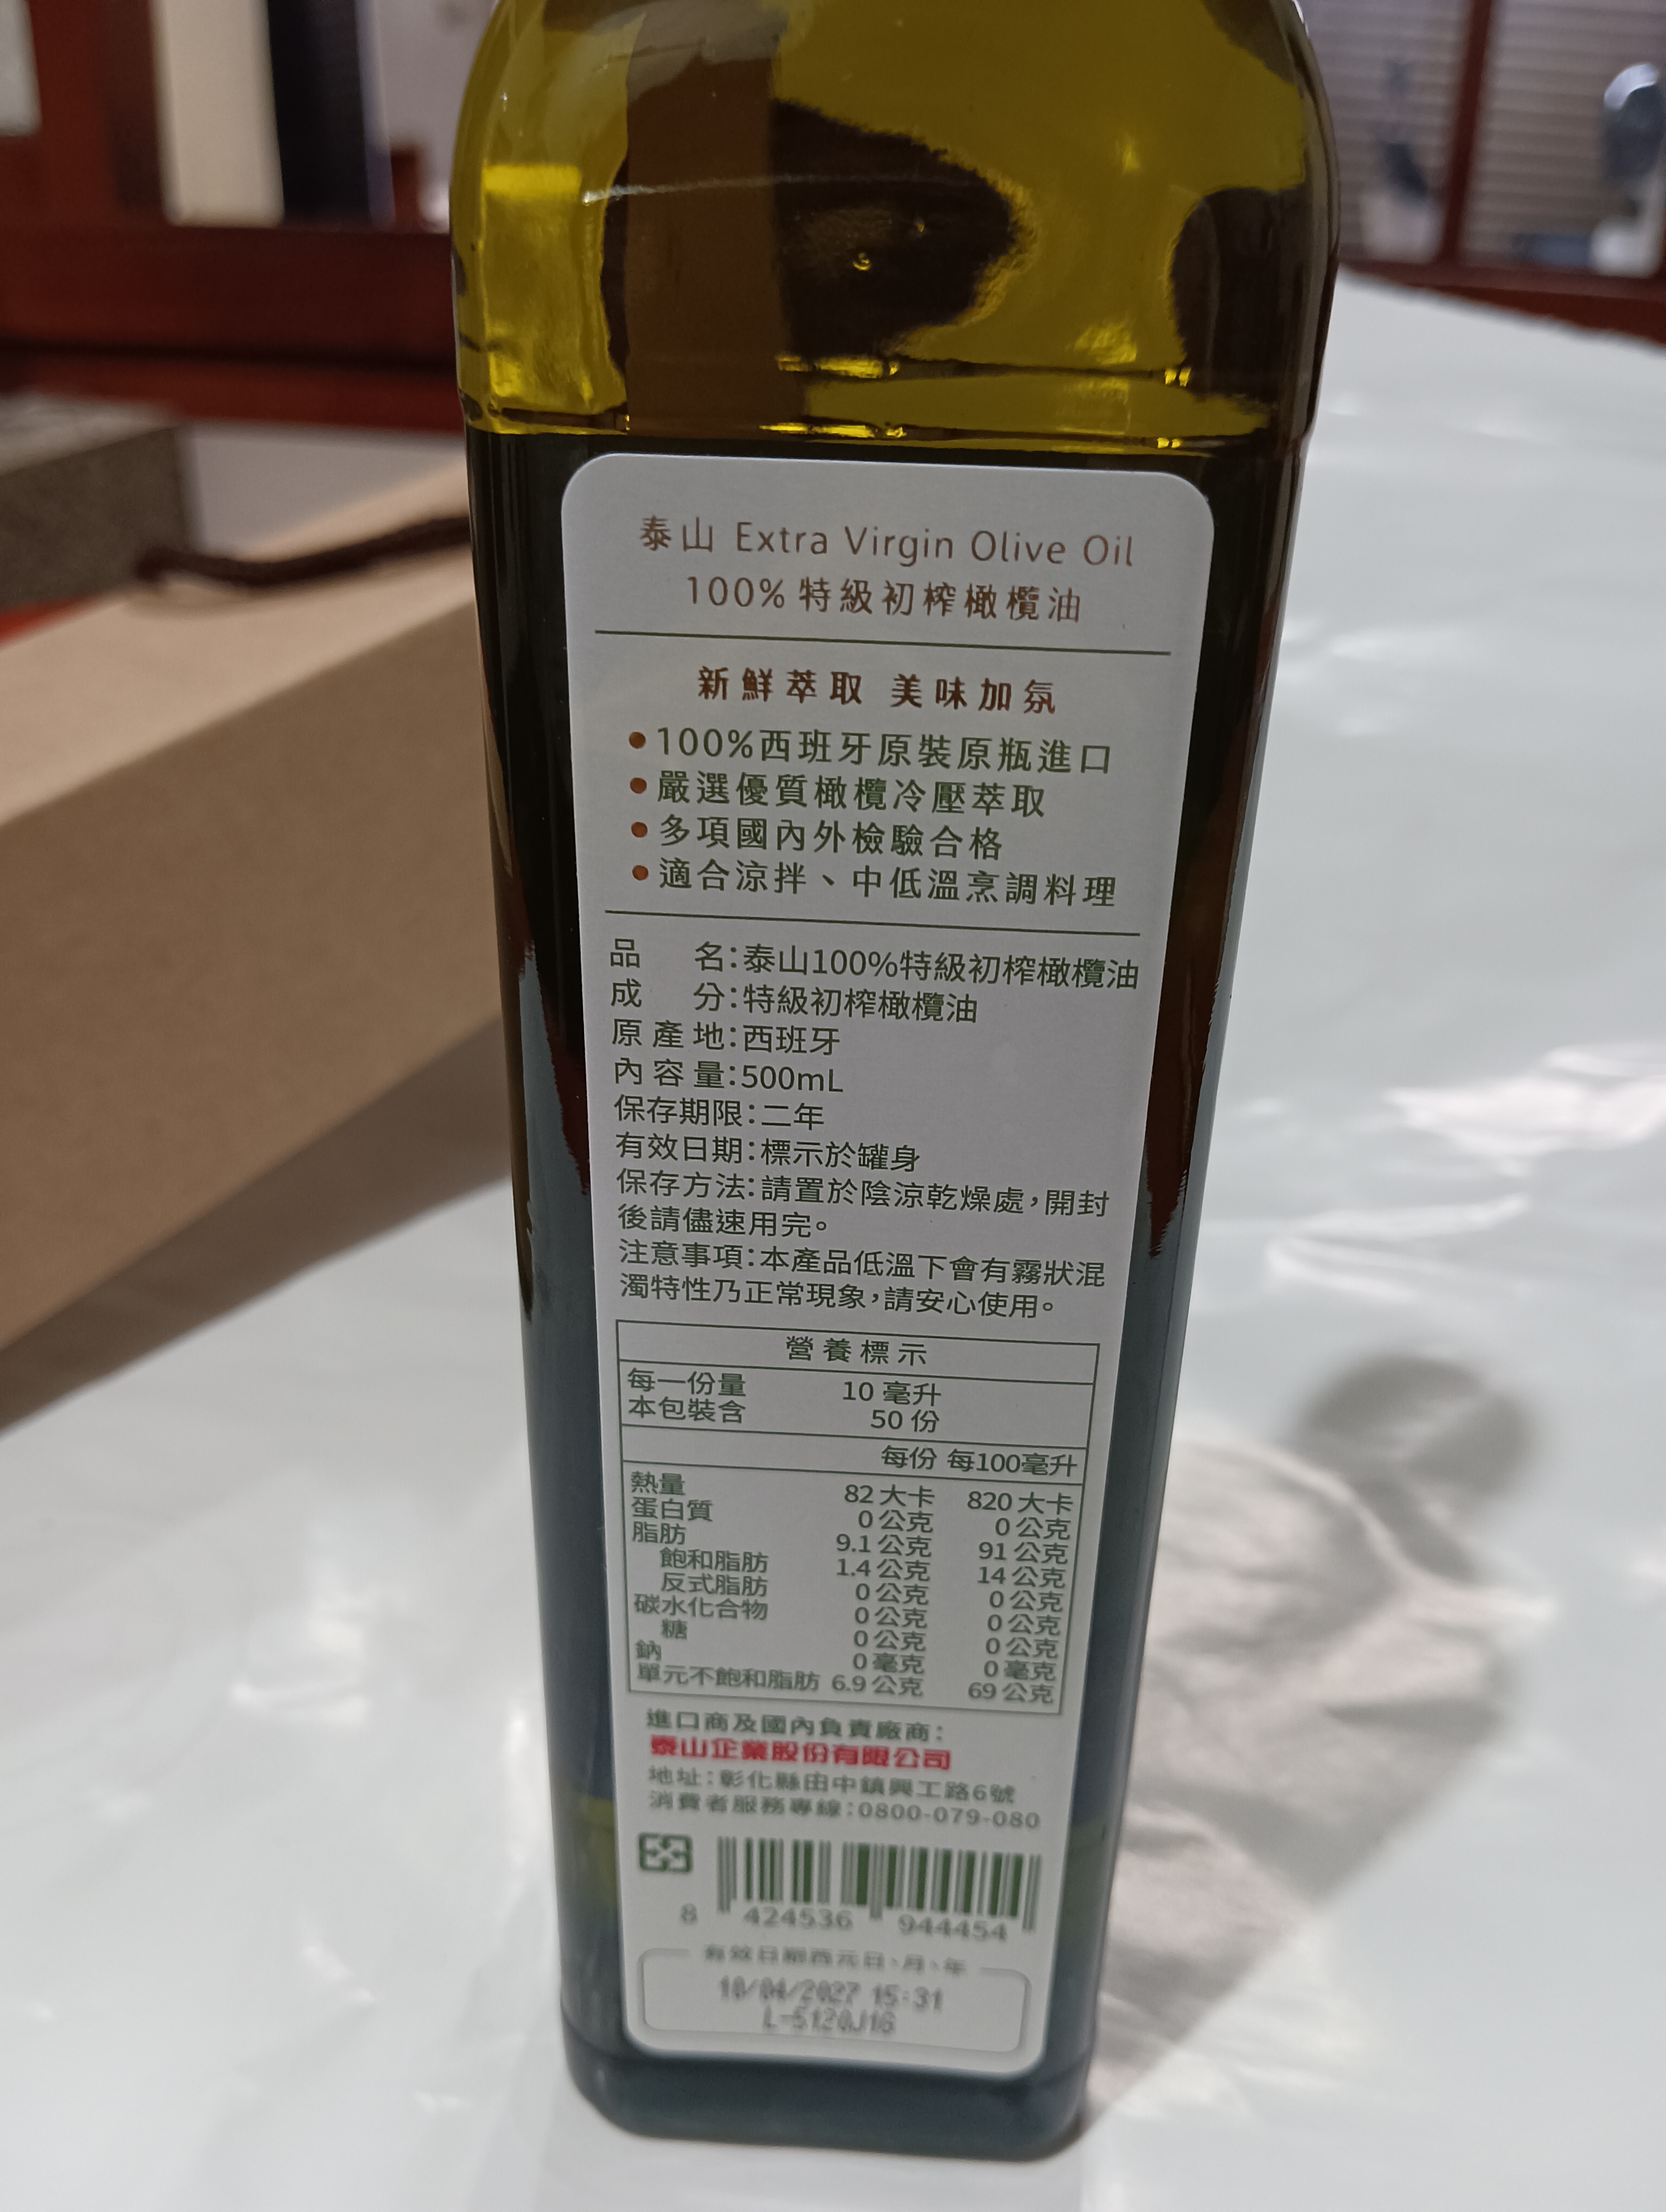 泰山 Extra Virgin Olive Oil
100% 特級初榨橄欖油
新鮮萃取 美味加氛
•100%西班牙原裝原瓶進口
•嚴選優質橄欖冷壓萃取
•多項國內外檢驗合格
•適合涼拌、中低溫烹調料理
品 名:泰山100%特級初榨橄欖油
成 分:特級初榨橄欖油
原產地:西班牙
內容量:500mL
保存期限:二年
有效日期:標示於罐身
保存方法:請置於陰涼乾燥處,開封
後請儘速用完。
注意事項:本產品低溫下會有霧狀混
濁特性乃正常現象,請安心使用。
營養標示
每一份量 10 毫升
本包裝含 50 份
每份 每100毫升
熱量 82 大卡 820 大卡
蛋白質 0 公克 0 公克
脂肪 9.1 公克 91 公克
飽和脂肪 1.4 公克 14 公克
反式脂肪 0 公克 0 公克
碳水化合物 0 公克 0 公克
糖 0 公克 0 公克
鈉 0 毫克 0 毫克
單元不飽和脂肪 6.9 公克 69 公克
進口商及國內負責廠商:
泰山企業股份有限公司
地址:彰化縣田中鎮興工路6號
消費者服務專線:0800-079-080
8 424536 944454
有效日期西元日、月、年
10/04/2027 15:31